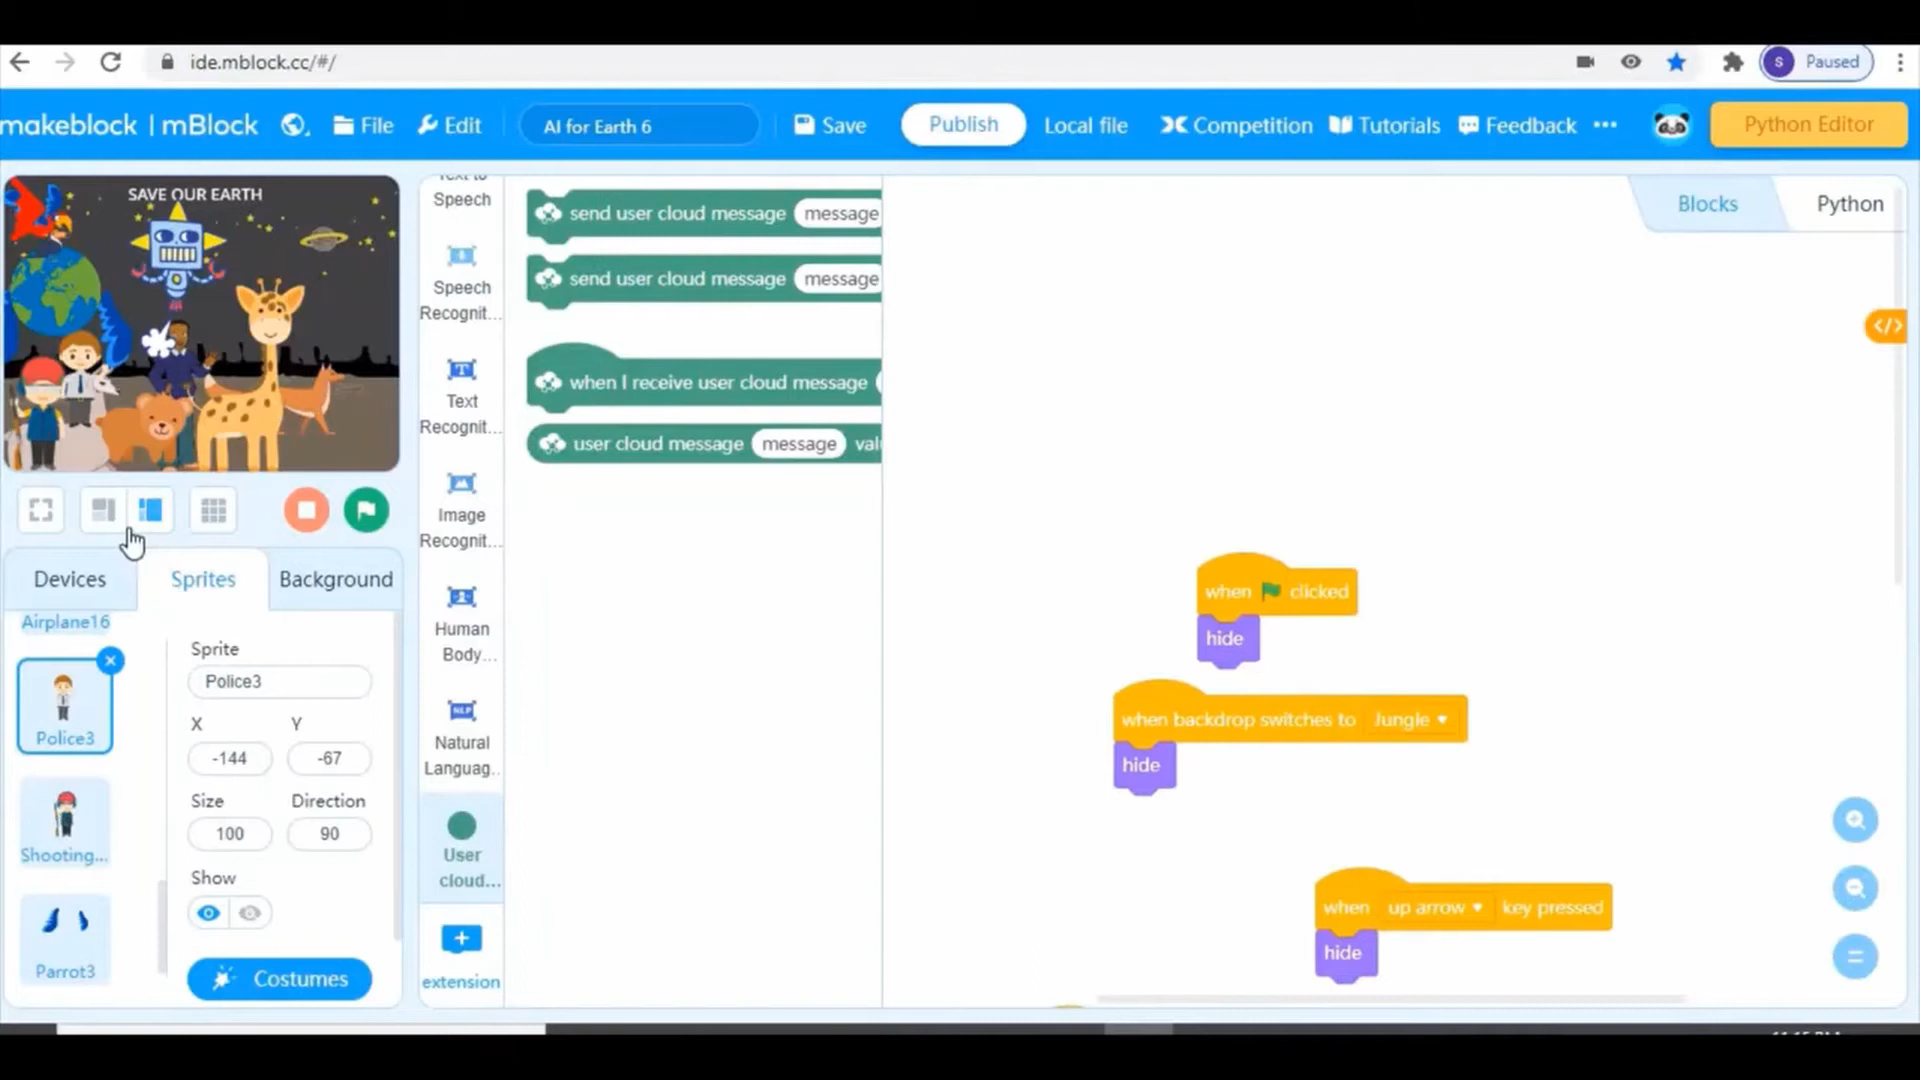 ide.mblock.cc/#/
S
Paused
makeblock | mBlock
File
Edit
AI for Earth 6
Save
Publish
Local file
Competition
Tutorials
Feedback
Python Editor
SAVE OUR EARTH
Devices
Sprites
Background
Airplane16
Police3
Shooting...
Parrot3
Sprite
Police3
X
Y
-144
-67
Size
Direction
100
90
Show
Costumes
Text to
Speech
Speech
Recognit...
Text
Recognit...
Image
Recognit...
Human
Body...
NLP
Natural
Languag..
User
cloud...
extension
send user cloud message message
send user cloud message message
when I receive user cloud message
user cloud message message val
Blocks
Python
</>
when clicked
hide
when backdrop switches to Jungle
hide
when up arrow key pressed
hide